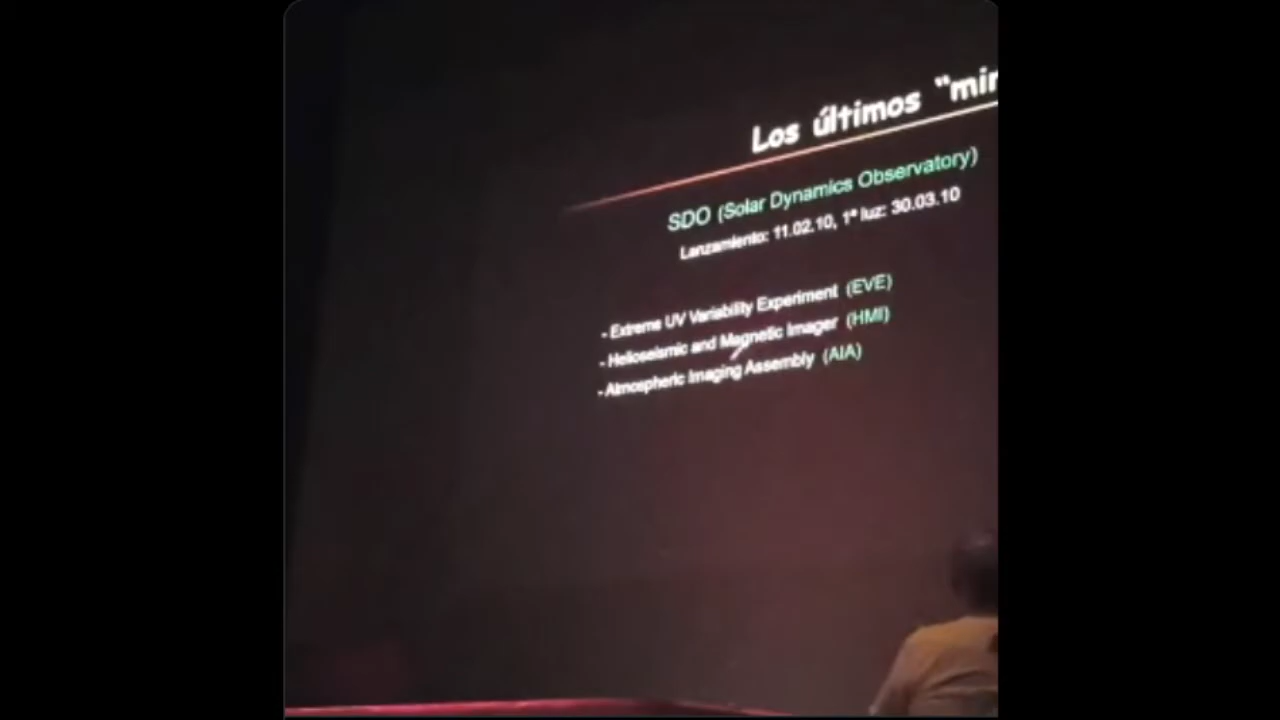 Los últimos "mir
SDO (Solar Dynamics Observatory)
Lanzamiento: 11.02.10, 1ª luz: 30.03.10
- Extreme UV Variability Experiment (EVE)
- Helioseismic and Magnetic Imager (HMI)
- Atmospheric Imaging Assembly (AIA)